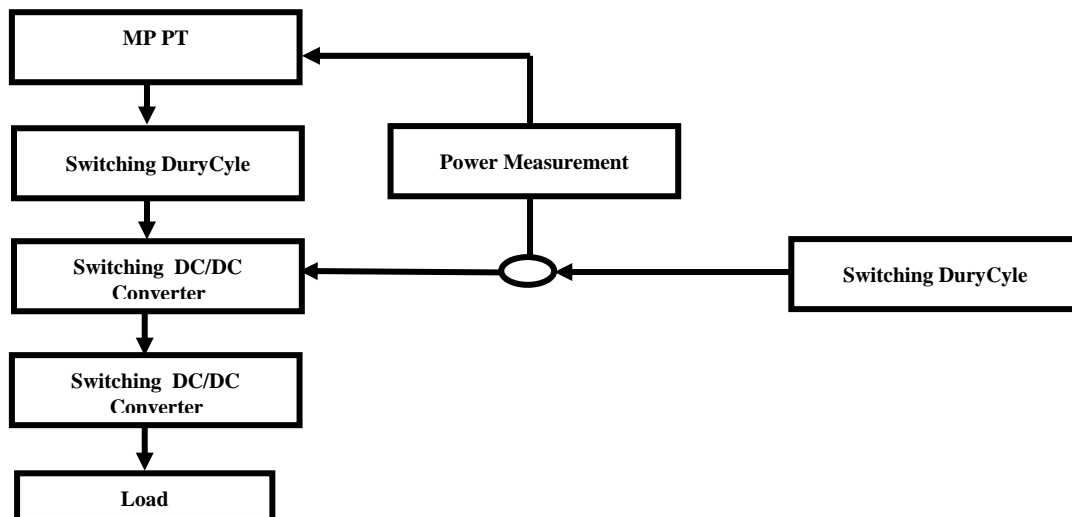 MP PT
Switching DuryCyle
Power Measurement
Switching DC/DC
Converter
Switching DuryCyle
Switching DC/DC
Converter
Load